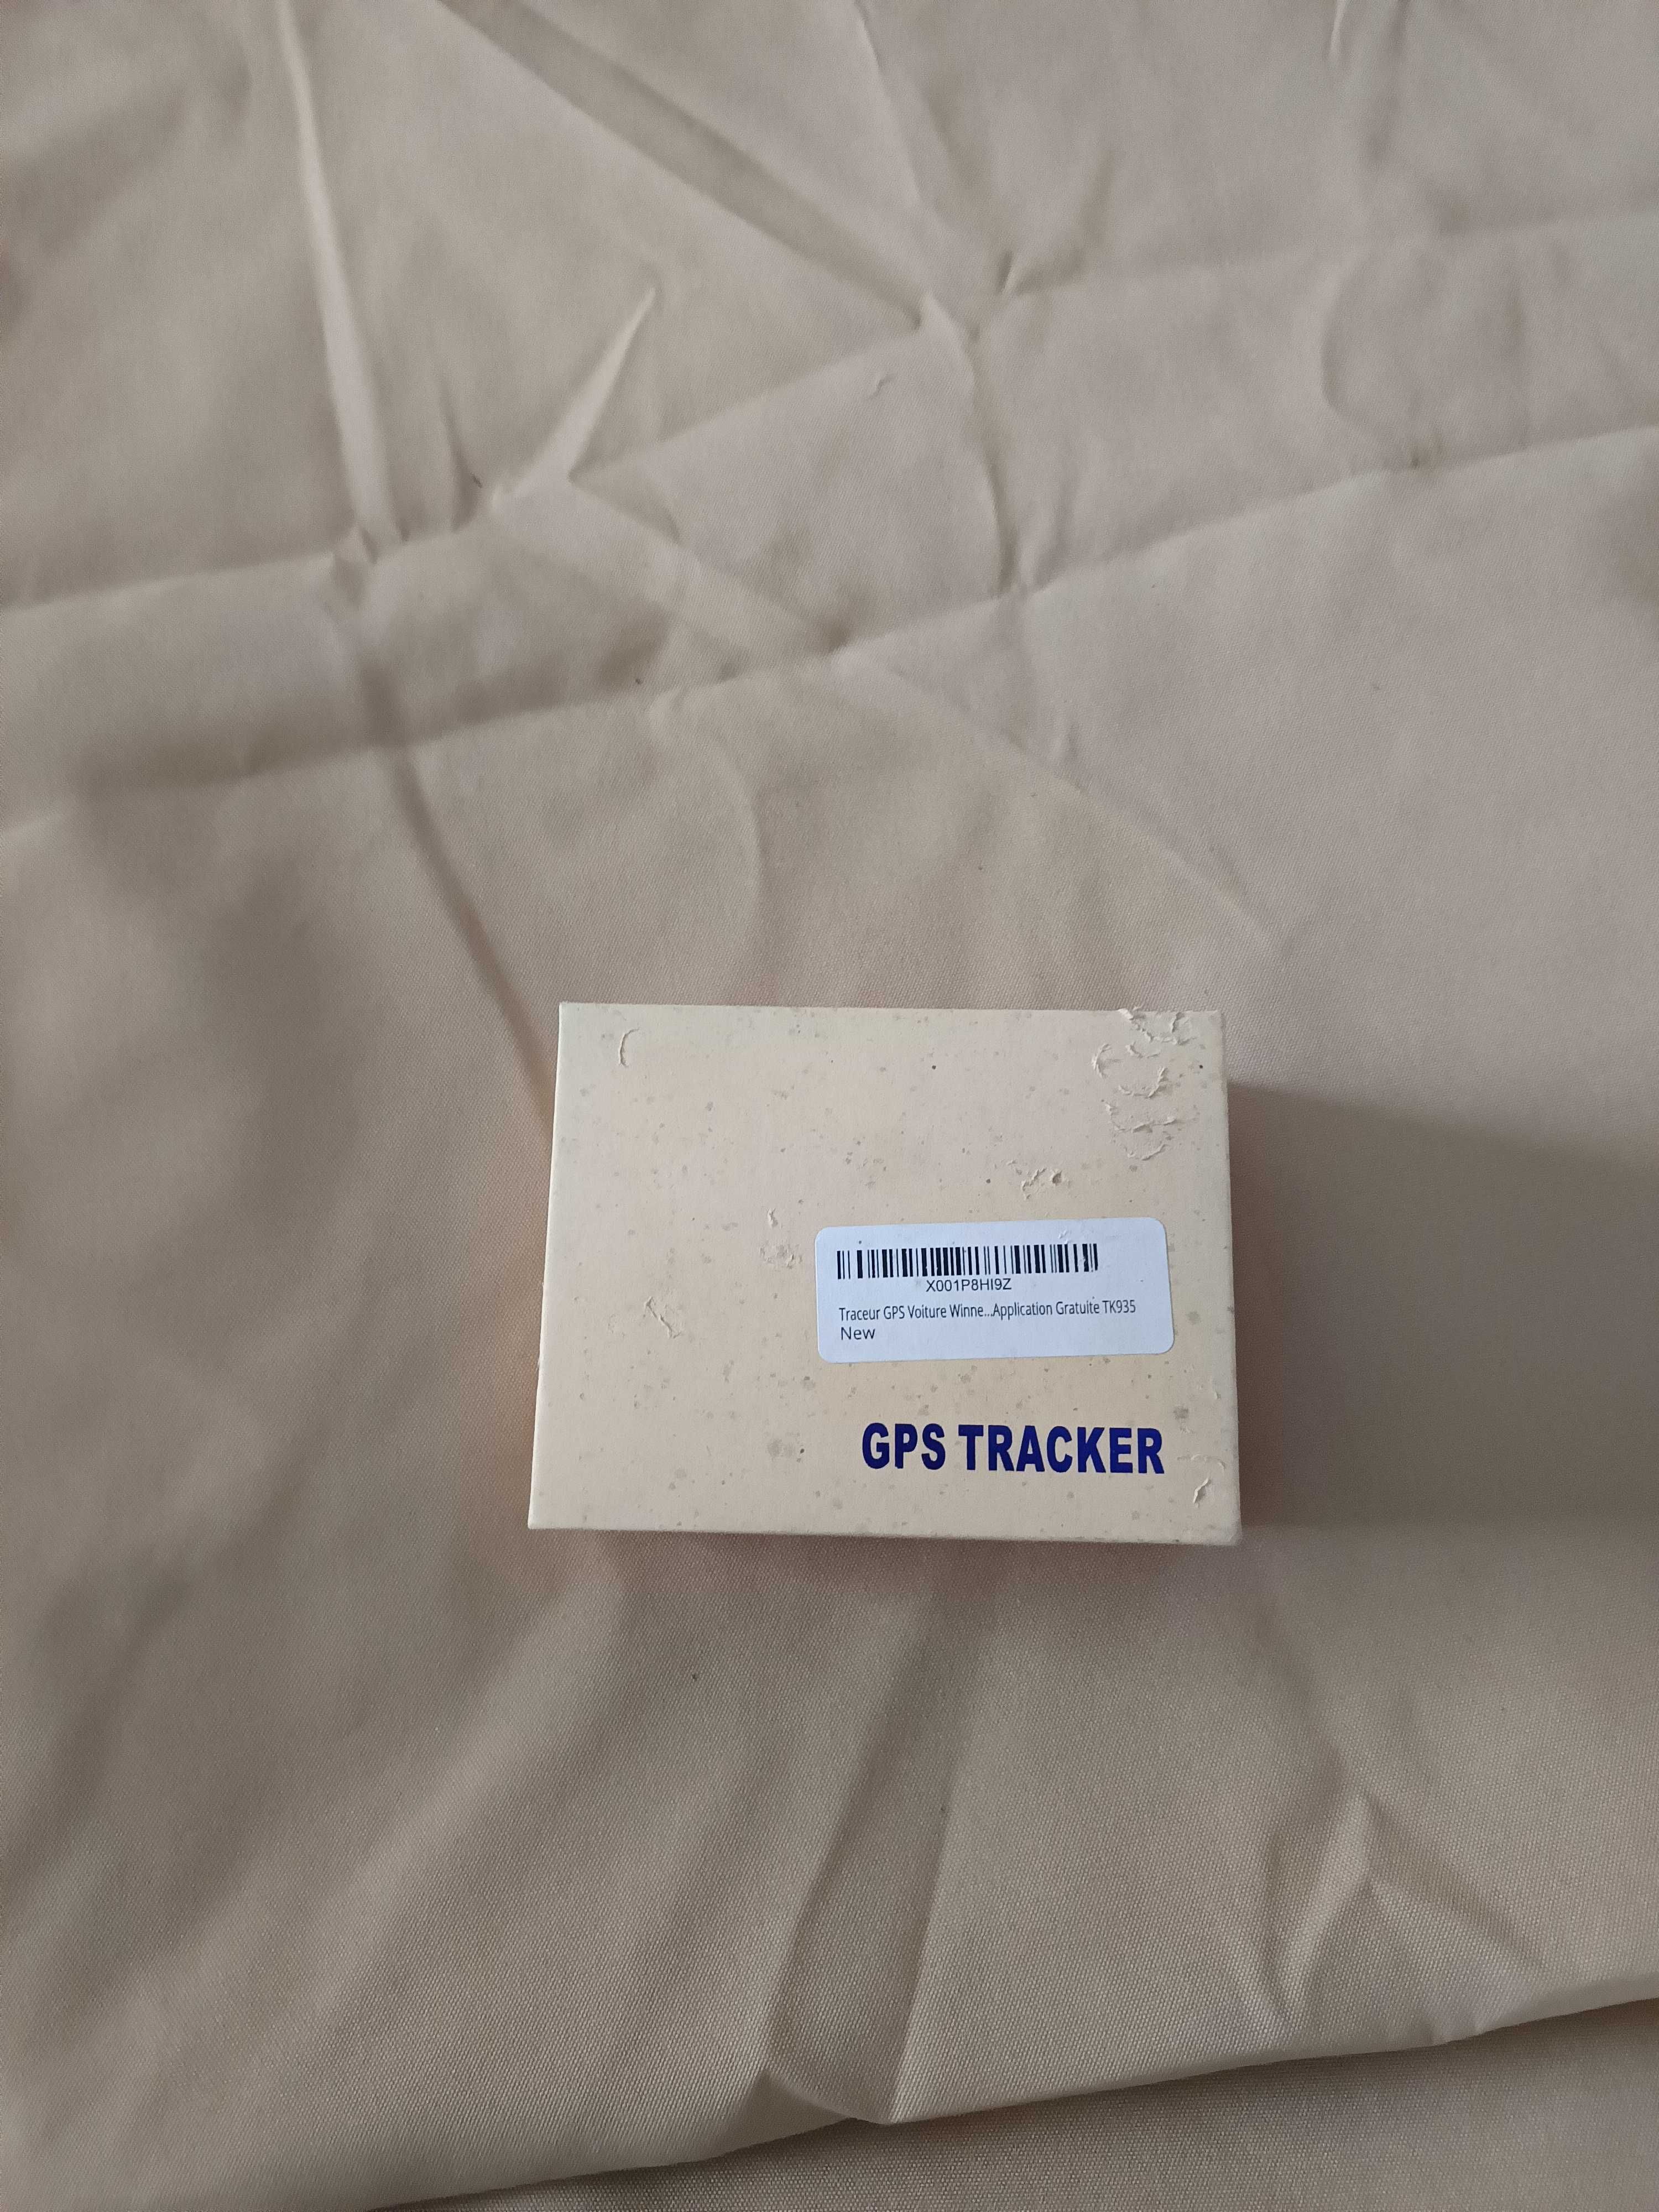 X001P8HI9Z
Traceur GPS Voiture Winne...Application Gratuite TK935
New
GPS TRACKER